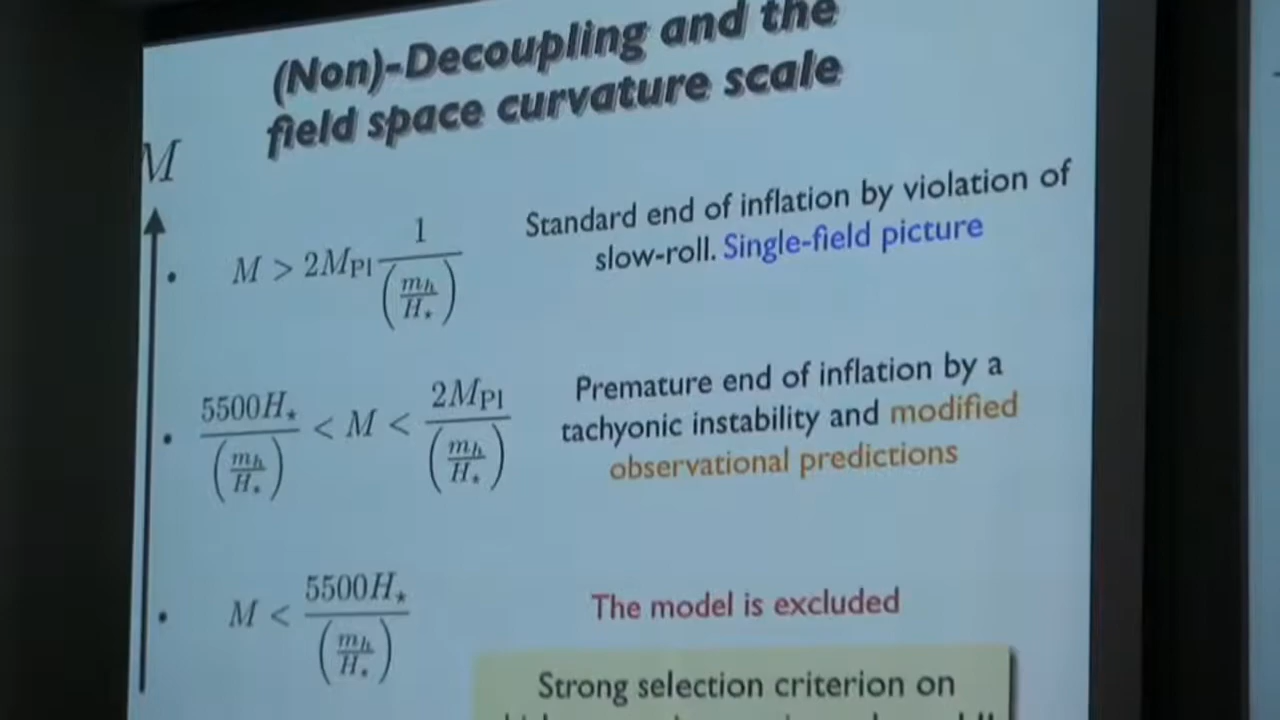 (Non)-Decoupling and the
field space curvature scale
M
• M > 2M_Pl 1/(m_h/H_⋆)
Standard end of inflation by violation of
slow-roll. Single-field picture
• 5500H_⋆/(m_h/H_⋆) < M < 2M_Pl/(m_h/H_⋆)
Premature end of inflation by a
tachyonic instability and modified
observational predictions
• M < 5500H_⋆/(m_h/H_⋆)
The model is excluded
Strong selection criterion on